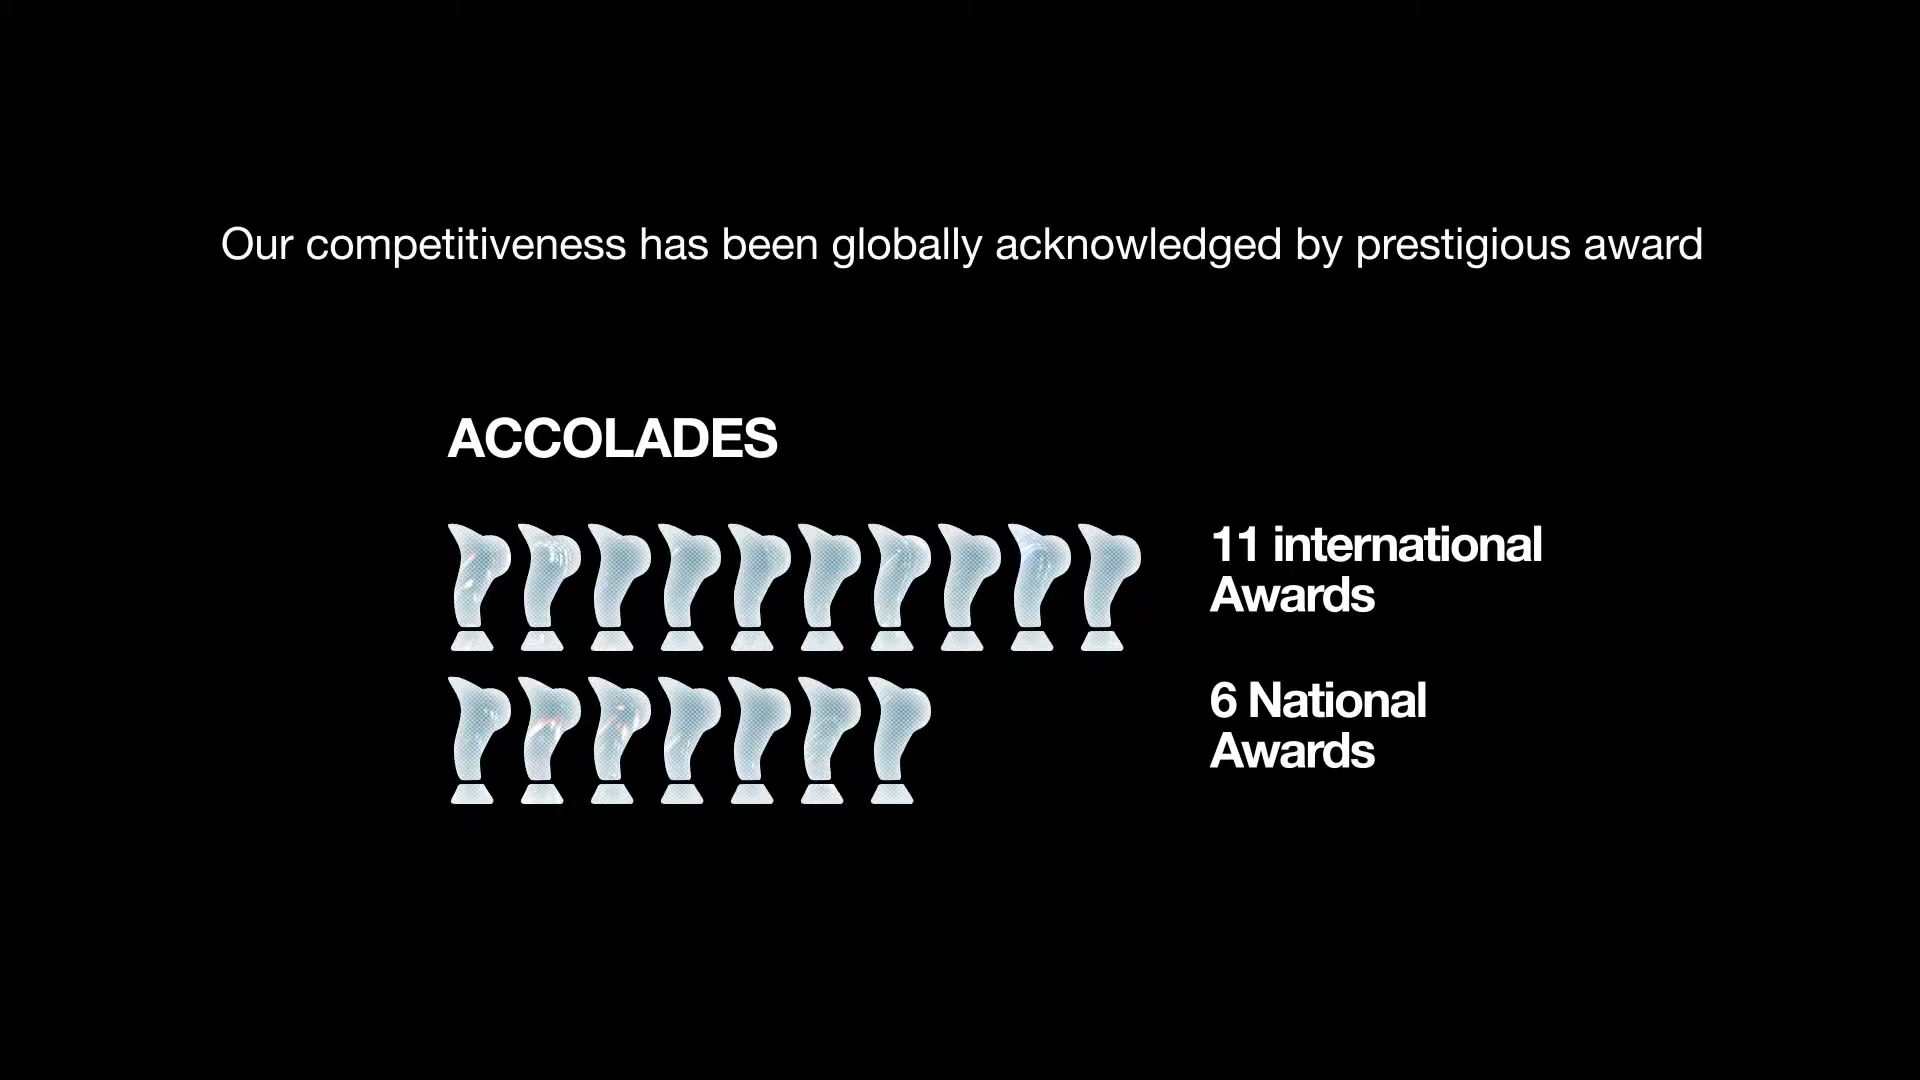 Our competitiveness has been globally acknowledged by prestigious award
ACCOLADES
11 international
Awards
6 National
Awards